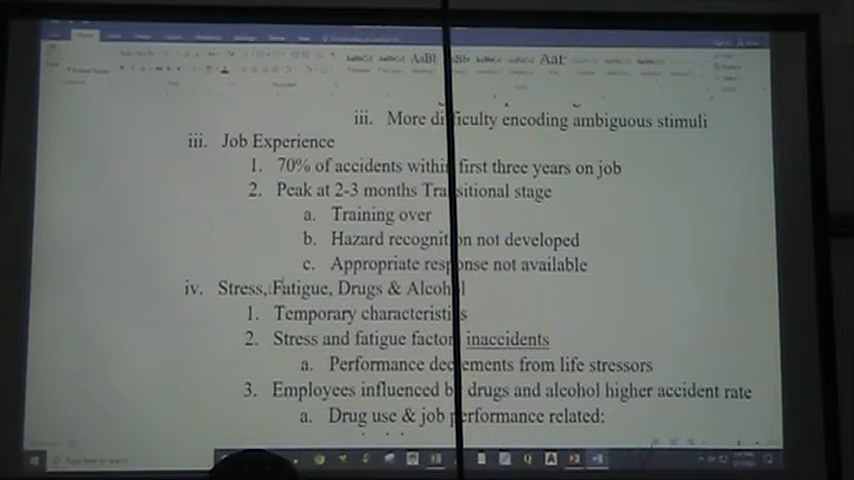 iii. More difficulty encoding ambiguous stimuli
iii. Job Experience
1. 70% of accidents within first three years on job
2. Peak at 2-3 months Transitional stage
a. Training over
b. Hazard recognition not developed
c. Appropriate response not available
iv. Stress, Fatigue, Drugs & Alcohol
1. Temporary characteristics
2. Stress and fatigue factor inaccidents
a. Performance decrements from life stressors
3. Employees influenced by drugs and alcohol higher accident rate
a. Drug use & job performance related: